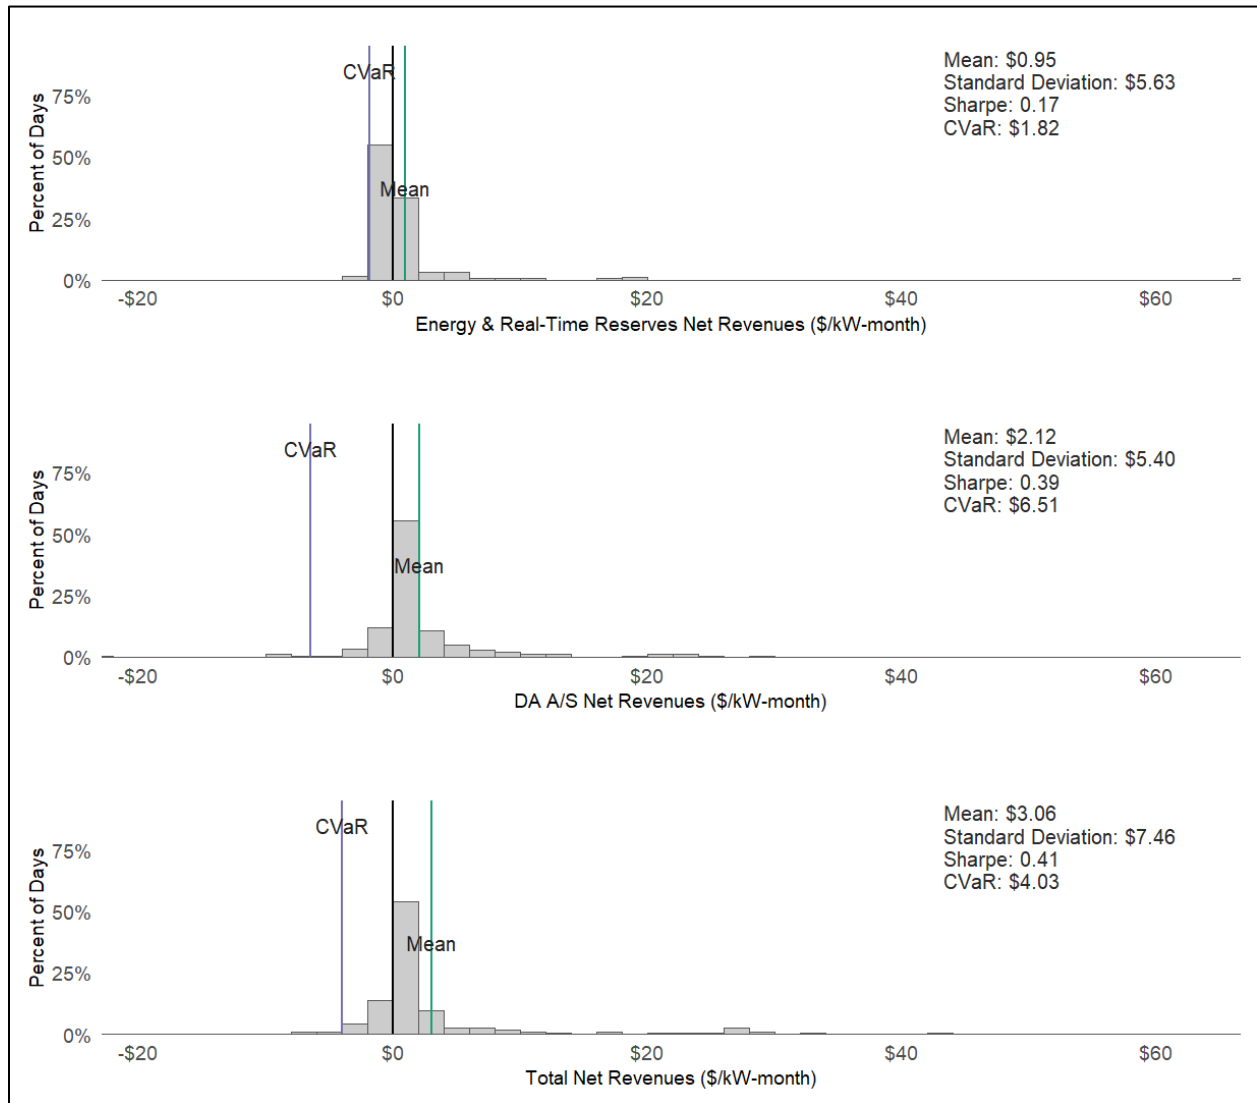 CVaR
Mean: $0.95
Standard Deviation: $5.63
Sharpe: 0.17
CVaR: $1.82
Percent of Days
75%
50%
25%
0%
Mean
-$20 $0 $20 $40 $60
Energy & Real-Time Reserves Net Revenues ($/kW-month)
CVaR
Mean: $2.12
Standard Deviation: $5.40
Sharpe: 0.39
CVaR: $6.51
Percent of Days
75%
50%
25%
0%
Mean
-$20 $0 $20 $40 $60
DA A/S Net Revenues ($/kW-month)
CVaR
Mean: $3.06
Standard Deviation: $7.46
Sharpe: 0.41
CVaR: $4.03
Percent of Days
75%
50%
25%
0%
Mean
-$20 $0 $20 $40 $60
Total Net Revenues ($/kW-month)